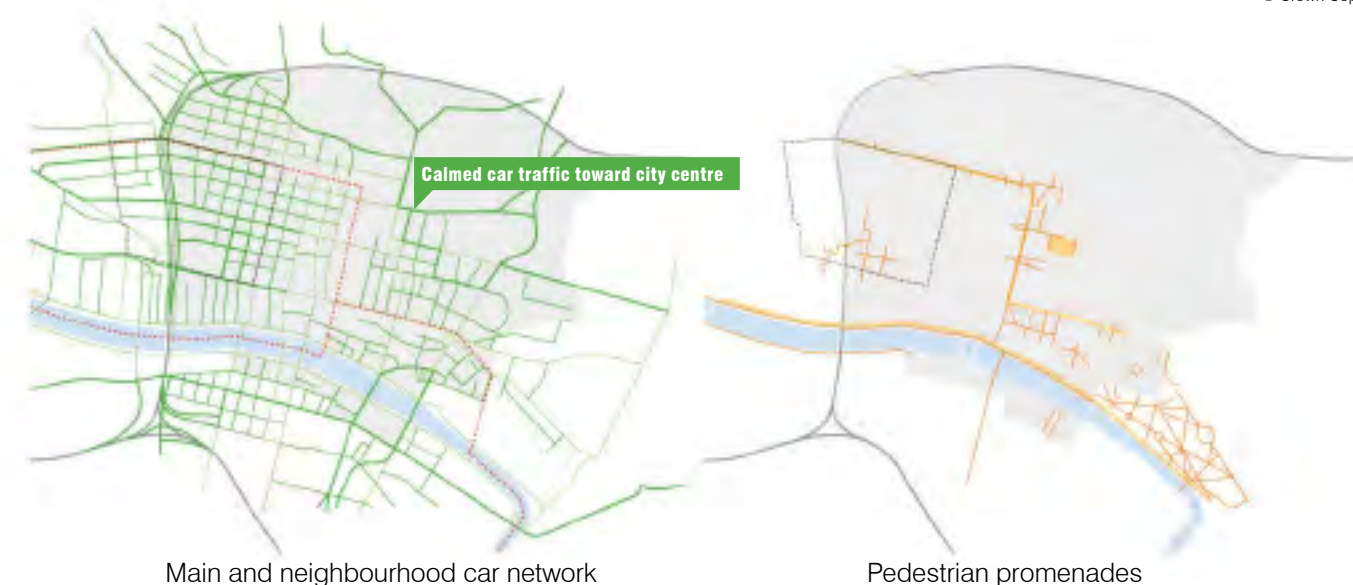 Calmed car traffic toward city centre
Main and neighbourhood car network
Pedestrian promenades